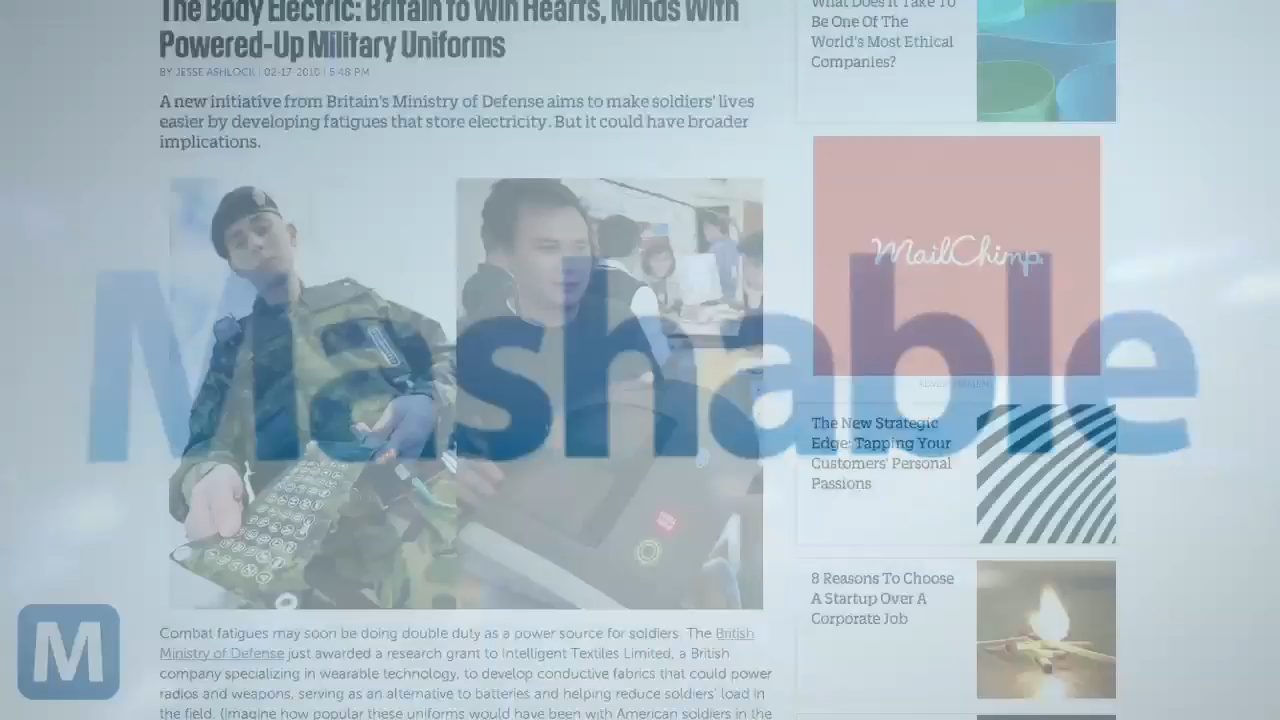 The Body Electric: Britain to Win Hearts, Minds With
Powered-Up Military Uniforms
BY JESSE ASHLOCK | 02-17-2010 | 5:48 PM
A new initiative from Britain's Ministry of Defense aims to make soldiers' lives
easier by developing fatigues that store electricity. But it could have broader
implications.
Combat fatigues may soon be doing double duty as a power source for soldiers. The British
Ministry of Defense just awarded a research grant to Intelligent Textiles Limited, a British
company specializing in wearable technology, to develop conductive fabrics that could power
radios and weapons, serving as an alternative to batteries and helping reduce soldiers' load in
the field. (Imagine how popular these uniforms would have been with American soldiers in the
What Does It Take To
Be One Of The
World's Most Ethical
Companies?
MailChimp
The New Strategic
Edge: Tapping Your
Customers' Personal
Passions
8 Reasons To Choose
A Startup Over A
Corporate Job
Mashable
M